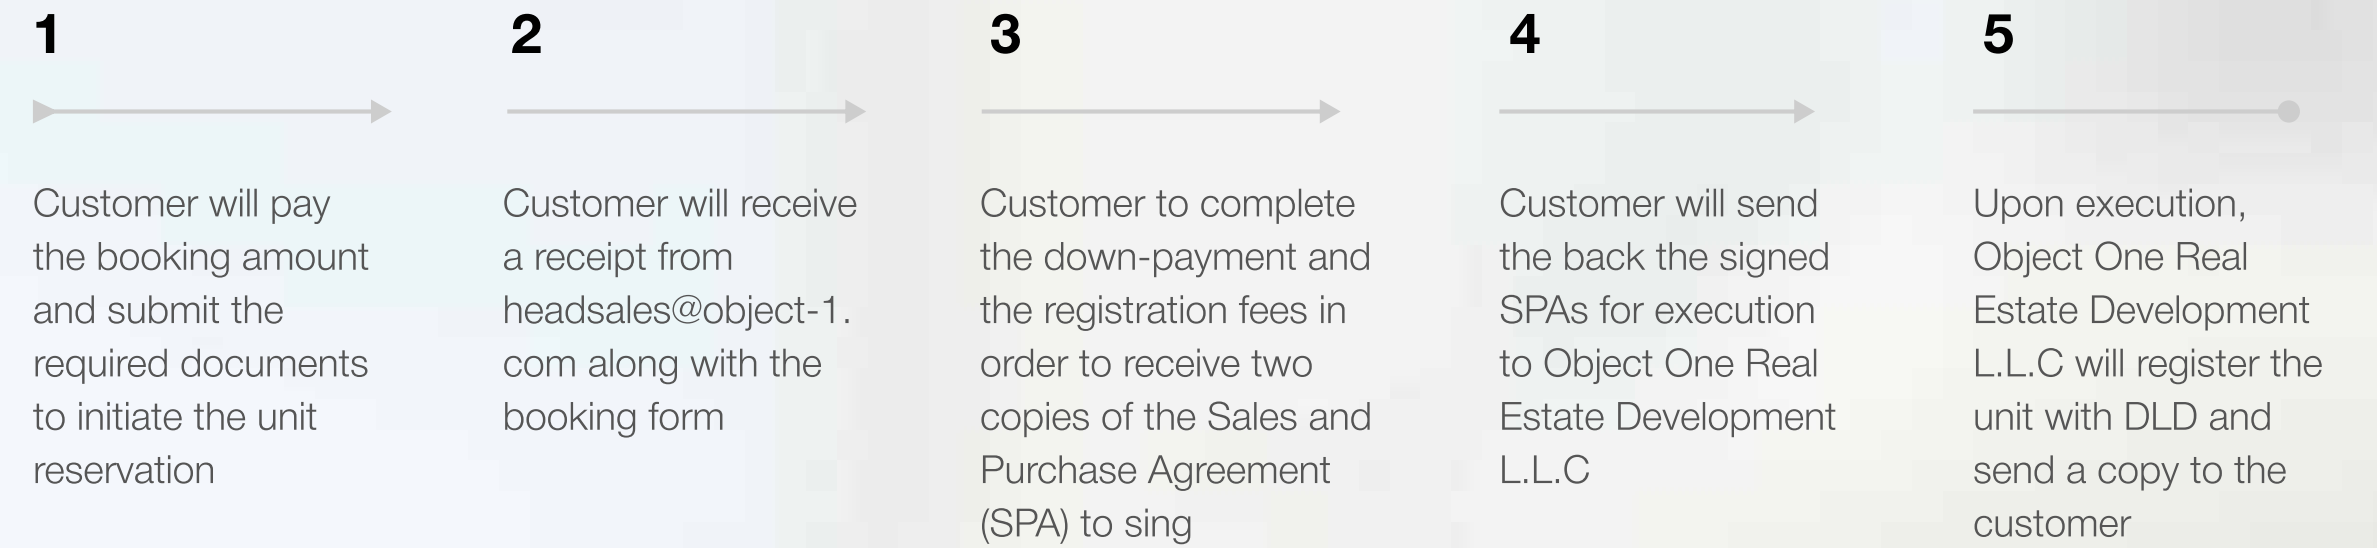 1
Customer will pay
the booking amount
and submit the
required documents
to initiate the unit
reservation
2
Customer will receive
a receipt from
headsales@object-1.
com along with the
booking form
3
Customer to complete
the down-payment and
the registration fees in
order to receive two
copies of the Sales and
Purchase Agreement
(SPA) to sing
4
Customer will send
the back the signed
SPAs for execution
to Object One Real
Estate Development
L.L.C
5
Upon execution,
Object One Real
Estate Development
L.L.C will register the
unit with DLD and
send a copy to the
customer